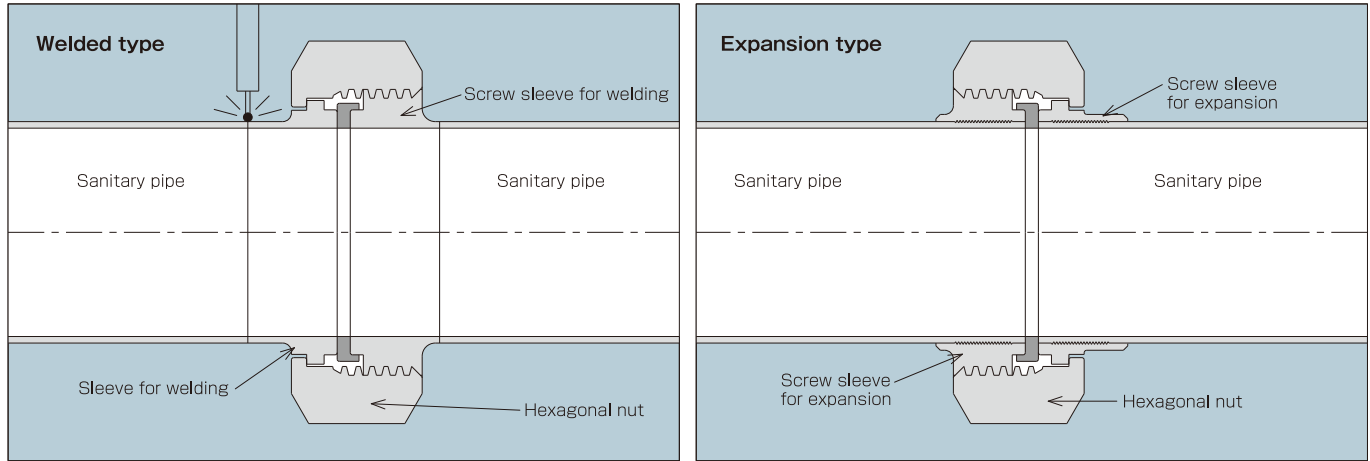 Welded type
Screw sleeve for welding
Sanitary pipe
Sanitary pipe
Sleeve for welding
Hexagonal nut
Expansion type
Screw sleeve
for expansion
Sanitary pipe
Sanitary pipe
Screw sleeve
for expansion
Hexagonal nut